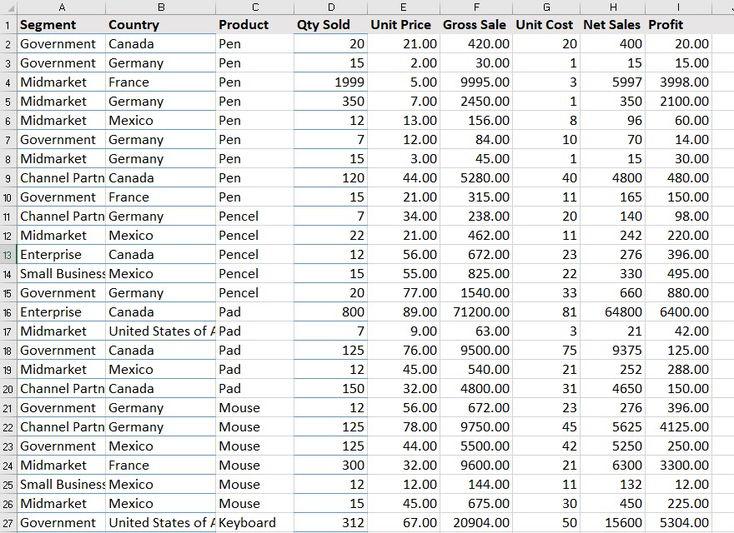 A B C D E F G H I
1 Segment Country Product Qty Sold Unit Price Gross Sale Unit Cost Net Sales Profit
2 Government Canada Pen 20 21.00 420.00 20 400 20.00
3 Government Germany Pen 15 2.00 30.00 1 15 15.00
4 Midmarket France Pen 1999 5.00 9995.00 3 5997 3998.00
5 Midmarket Germany Pen 350 7.00 2450.00 1 350 2100.00
6 Midmarket Mexico Pen 12 13.00 156.00 8 96 60.00
7 Government Germany Pen 7 12.00 84.00 10 70 14.00
8 Midmarket Germany Pen 15 3.00 45.00 1 15 30.00
9 Channel Partn Canada Pen 120 44.00 5280.00 40 4800 480.00
10 Government France Pen 15 21.00 315.00 11 165 150.00
11 Channel Partn Germany Pencel 7 34.00 238.00 20 140 98.00
12 Midmarket Mexico Pencel 22 21.00 462.00 11 242 220.00
13 Enterprise Canada Pencel 12 56.00 672.00 23 276 396.00
14 Small Business Mexico Pencel 15 55.00 825.00 22 330 495.00
15 Government Germany Pencel 20 77.00 1540.00 33 660 880.00
16 Enterprise Canada Pad 800 89.00 71200.00 81 64800 6400.00
17 Midmarket United States of A Pad 7 9.00 63.00 3 21 42.00
18 Government Canada Pad 125 76.00 9500.00 75 9375 125.00
19 Midmarket Mexico Pad 12 45.00 540.00 21 252 288.00
20 Channel Partn Canada Pad 150 32.00 4800.00 31 4650 150.00
21 Government Germany Mouse 12 56.00 672.00 23 276 396.00
22 Channel Partn Germany Mouse 125 78.00 9750.00 45 5625 4125.00
23 Government Mexico Mouse 125 44.00 5500.00 42 5250 250.00
24 Midmarket France Mouse 300 32.00 9600.00 21 6300 3300.00
25 Small Business Mexico Mouse 12 12.00 144.00 11 132 12.00
26 Midmarket Mexico Mouse 15 45.00 675.00 30 450 225.00
27 Government United States of A Keyboard 312 67.00 20904.00 50 15600 5304.00